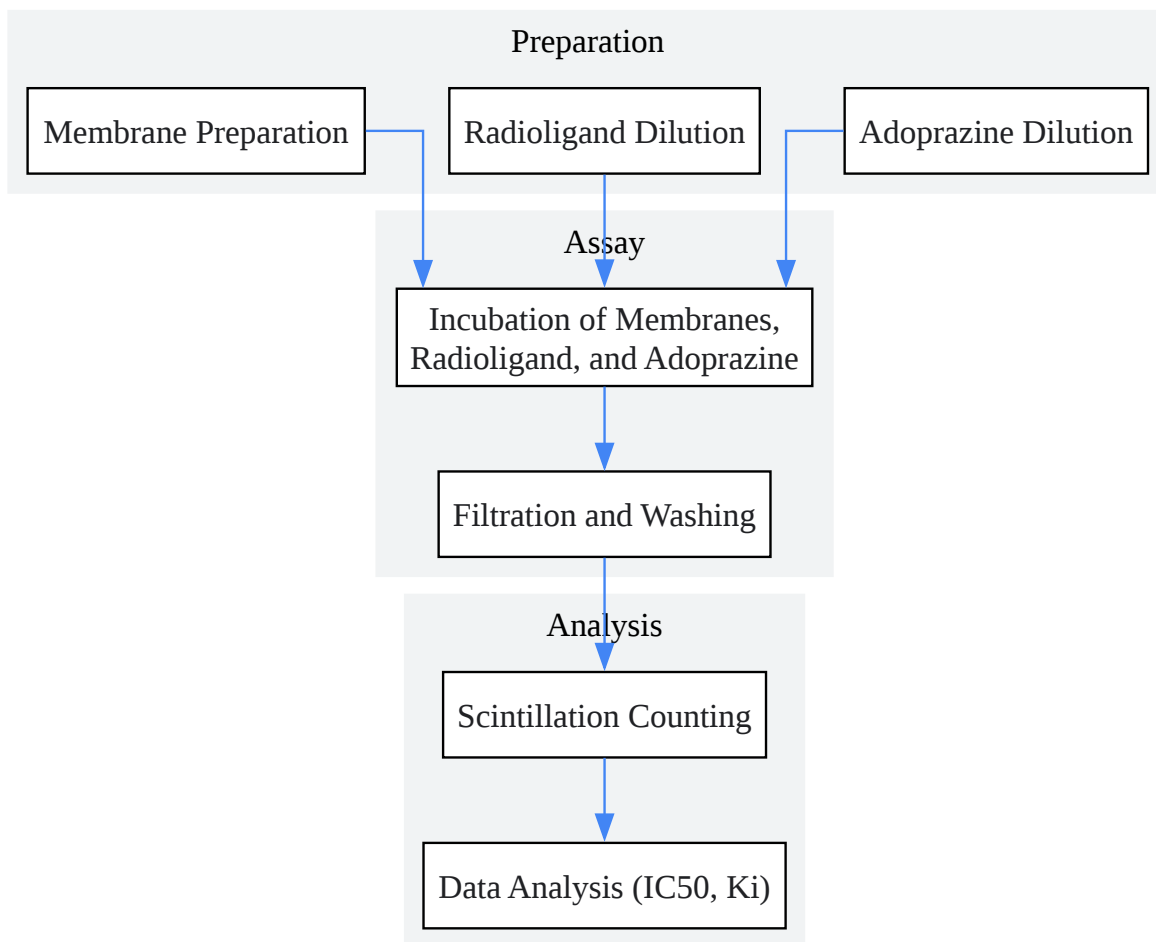 Preparation
Membrane Preparation
Radioligand Dilution
Adoprazine Dilution
Assay
Incubation of Membranes,
Radioligand, and Adoprazine
Filtration and Washing
Analysis
Scintillation Counting
Data Analysis (IC50, Ki)